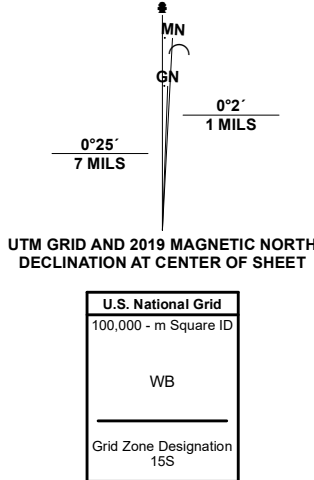 MN
GN
0°2´
1 MILS
0°25´
7 MILS
UTM GRID AND 2019 MAGNETIC NORTH
DECLINATION AT CENTER OF SHEET
U.S. National Grid
100,000 - m Square ID
WB
Grid Zone Designation
15S